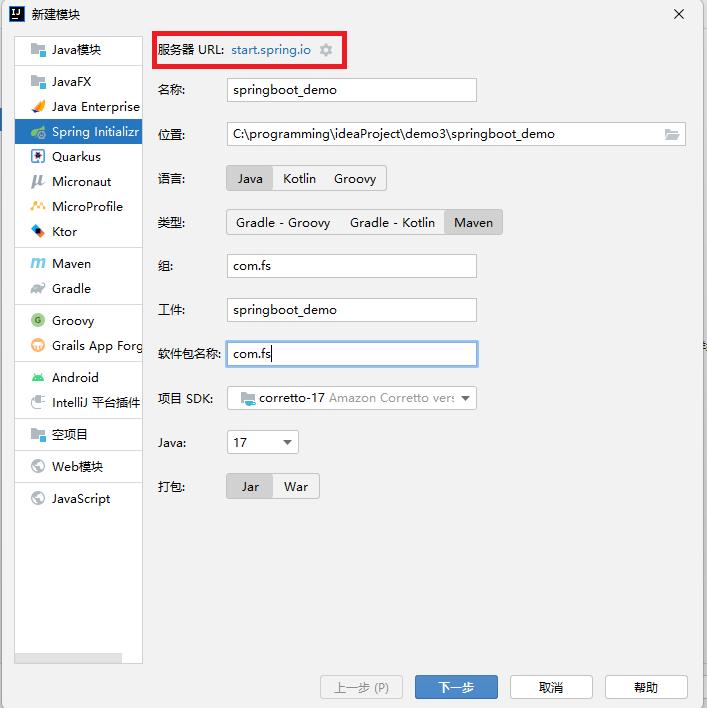 新建模块
Java模块
JavaFX
Java Enterprise
Spring Initializr
Quarkus
Micronaut
MicroProfile
Ktor
Maven
Gradle
Groovy
Grails App Forg
Android
IntelliJ 平台插件
空项目
Web模块
JavaScript
服务器 URL: start.spring.io
名称: springboot_demo
位置: C:\programming\ideaProject\demo3\springboot_demo
语言: Java Kotlin Groovy
类型: Gradle - Groovy Gradle - Kotlin Maven
组: com.fs
工件: springboot_demo
软件包名称: com.fs
项目 SDK: corretto-17 Amazon Corretto vers
Java: 17
打包: Jar War
上一步 (P) 下一步 取消 帮助